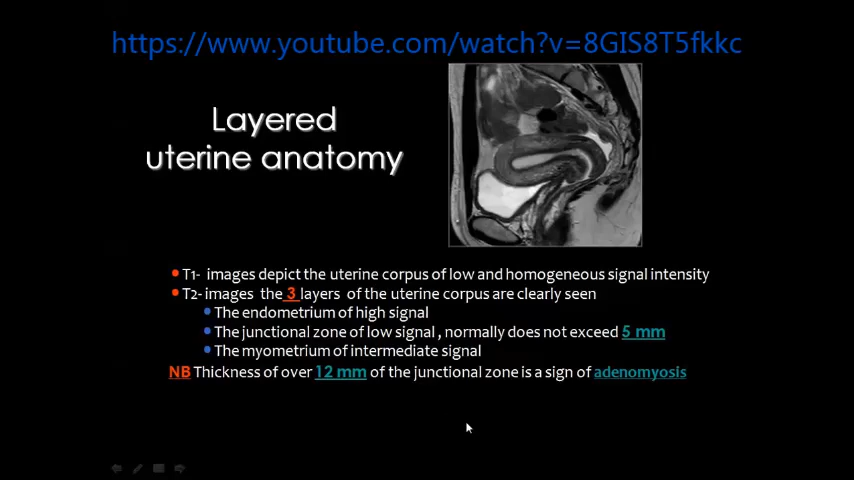 https://www.youtube.com/watch?v=8GIS8T5fkkc
Layered
uterine anatomy
T1- images depict the uterine corpus of low and homogeneous signal intensity
T2- images the 3 layers of the uterine corpus are clearly seen
The endometrium of high signal
The junctional zone of low signal , normally does not exceed 5 mm
The myometrium of intermediate signal
NB Thickness of over 12 mm of the junctional zone is a sign of adenomyosis